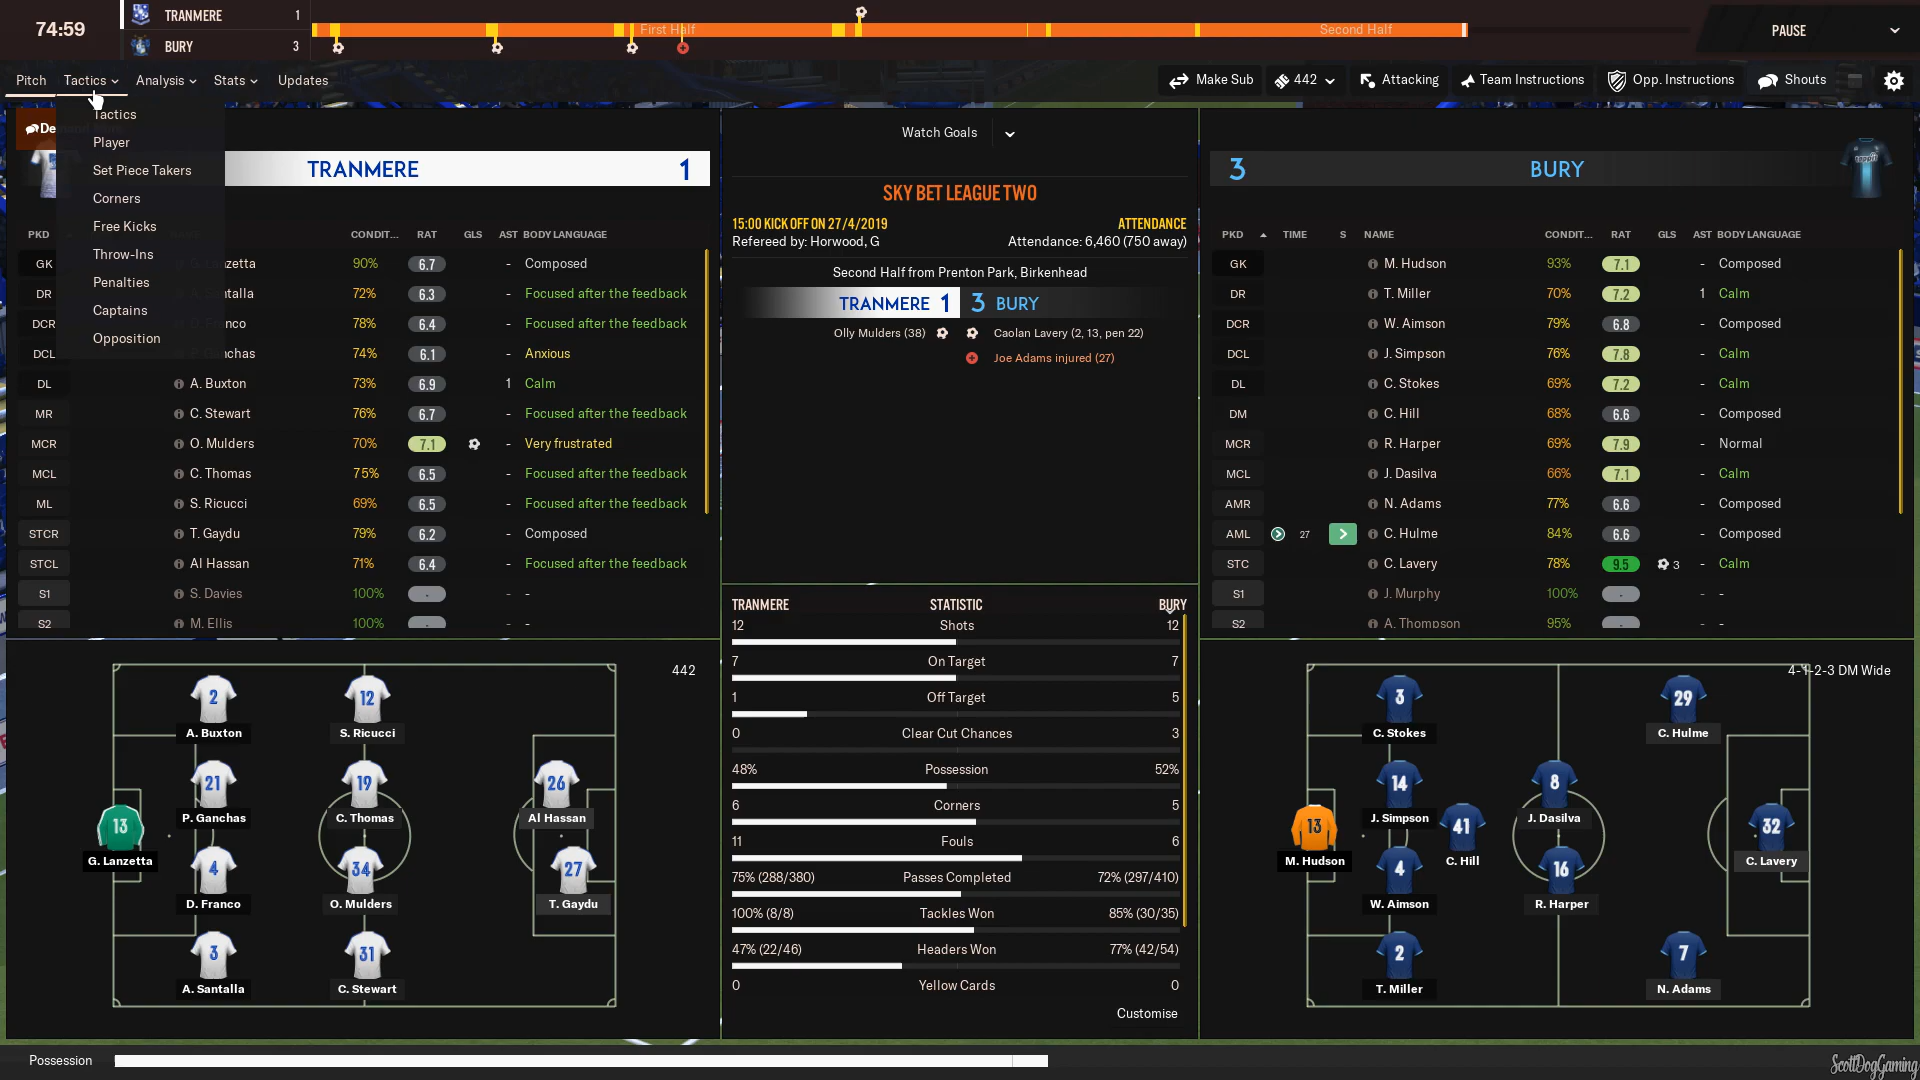 74:59
TRANMERE 1
BURY 3
First Half
Second Half
PAUSE
Pitch Tactics Analysis Stats Updates
Make Sub 442 Attacking Team Instructions Opp. Instructions Shouts
Tactics
Player
Set Piece Takers
Corners
Free Kicks
Throw-Ins
Penalties
Captains
Opposition
TRANMERE 1
PKD CONDIT... RAT GLS AST BODY LANGUAGE
GK G. Lanzetta 90% 6.7 - Composed
DR A. Santalla 72% 6.3 - Focused after the feedback
DCR D. Franco 78% 6.4 - Focused after the feedback
DCL P. Ganchas 74% 6.1 - Anxious
DL A. Buxton 73% 6.9 1 Calm
MR C. Stewart 76% 6.7 - Focused after the feedback
MCR O. Mulders 70% 7.1 - Very frustrated
MCL C. Thomas 75% 6.5 - Focused after the feedback
ML S. Ricucci 69% 6.5 - Focused after the feedback
STCR T. Gaydu 79% 6.2 - Composed
STCL Al Hassan 71% 6.4 - Focused after the feedback
S1 S. Davies 100% - - -
S2 M. Ellis 100% - - -
Watch Goals
SKY BET LEAGUE TWO
15:00 KICK OFF ON 27/4/2019 ATTENDANCE
Refereed by: Horwood, G Attendance: 6,460 (750 away)
Second Half from Prenton Park, Birkenhead
TRANMERE 1 3 BURY
Olly Mulders (38) Caolan Lavery (2, 13, pen 22)
Joe Adams injured (27)
TRANMERE STATISTIC BURY
12 Shots 12
7 On Target 7
1 Off Target 5
0 Clear Cut Chances 3
48% Possession 52%
6 Corners 5
11 Fouls 6
75% (288/380) Passes Completed 72% (297/410)
100% (8/8) Tackles Won 85% (30/35)
47% (22/46) Headers Won 77% (42/54)
0 Yellow Cards 0
Customise
3 BURY
PKD TIME S NAME CONDIT... RAT GLS AST BODY LANGUAGE
GK M. Hudson 93% 7.1 - Composed
DR T. Miller 70% 7.2 1 Calm
DCR W. Aimson 79% 6.8 - Composed
DCL J. Simpson 76% 7.8 - Calm
DL C. Stokes 69% 7.2 - Calm
DM C. Hill 68% 6.6 - Composed
MCR R. Harper 69% 7.9 - Normal
MCL J. Dasilva 66% 7.1 - Calm
AMR N. Adams 77% 6.6 - Composed
AML 27 C. Hulme 84% 6.6 - Composed
STC C. Lavery 78% 9.5 3 - Calm
S1 J. Murphy 100% - - -
S2 A. Thompson 95% - - -
442
2 12
A. Buxton S. Ricucci
21 19 26
P. Ganchas C. Thomas Al Hassan
13
G. Lanzetta
4 34 27
D. Franco O. Mulders T. Gaydu
3 31
A. Santalla C. Stewart
4-1-2-3 DM Wide
3 29
C. Stokes C. Hulme
14 8
J. Simpson J. Dasilva
13 41 32
M. Hudson C. Hill C. Lavery
4 16
W. Aimson R. Harper
2 7
T. Miller N. Adams
Possession
ScottDogGaming